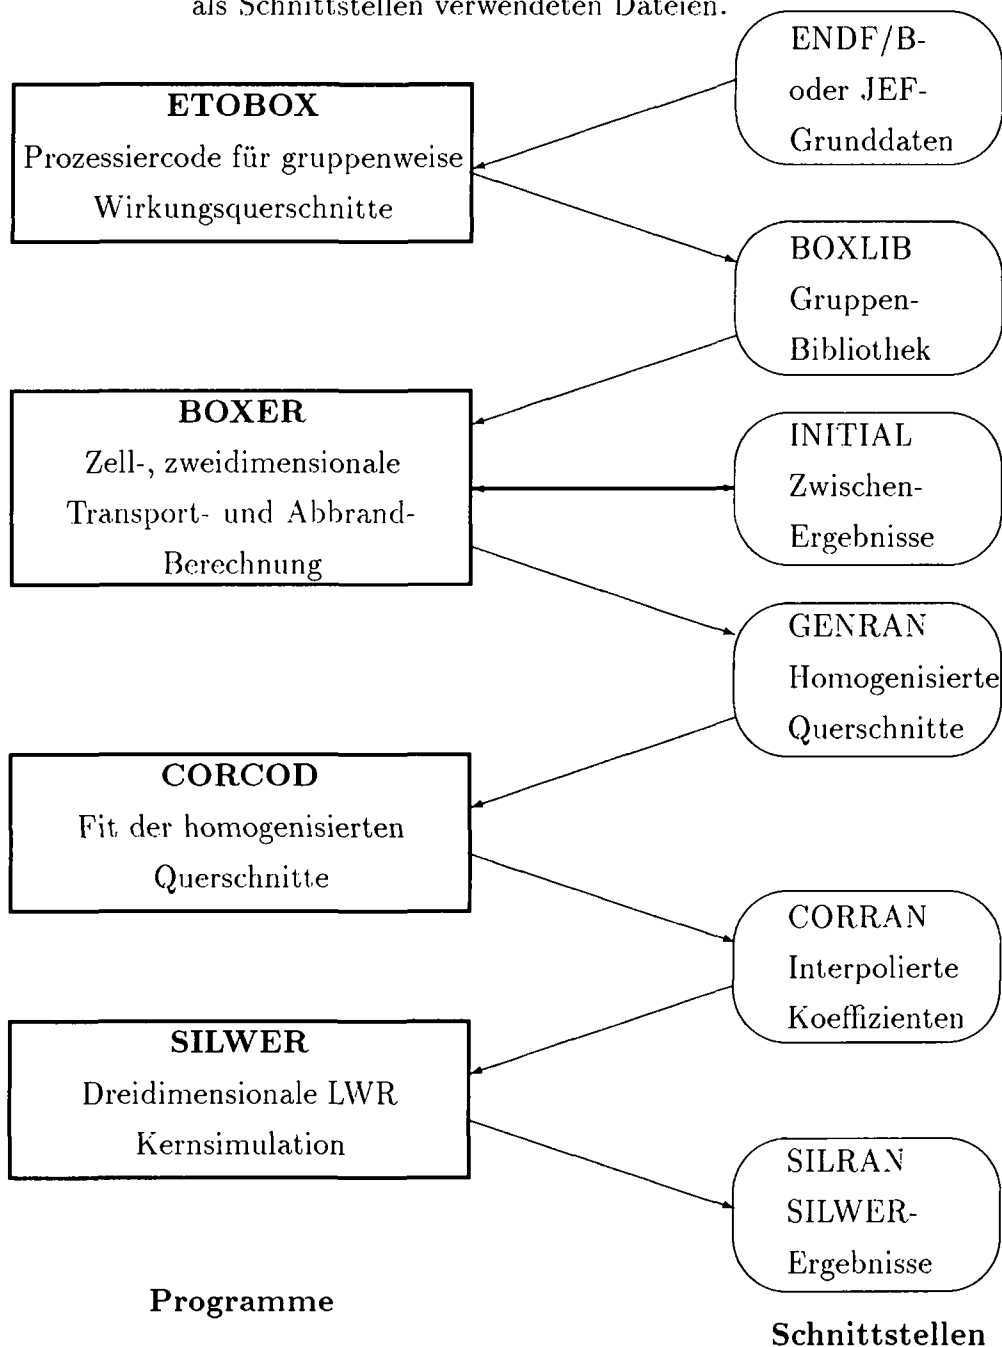 als Schnittstellen verwendeten Dateien.
ENDF/B-
oder JEF-
Grunddaten
ETOBOX
Prozessiercode für gruppenweise
Wirkungsquerschnitte
BOXLIB
Gruppen-
Bibliothek
BOXER
Zell-, zweidimensionale
Transport- und Abbrand-
Berechnung
INITIAL
Zwischen-
Ergebnisse
GENRAN
Homogenisierte
Querschnitte
CORCOD
Fit der homogenisierten
Querschnitte
CORRAN
Interpolierte
Koeffizienten
SILWER
Dreidimensionale LWR
Kernsimulation
SILRAN
SILWER-
Ergebnisse
Programme
Schnittstellen